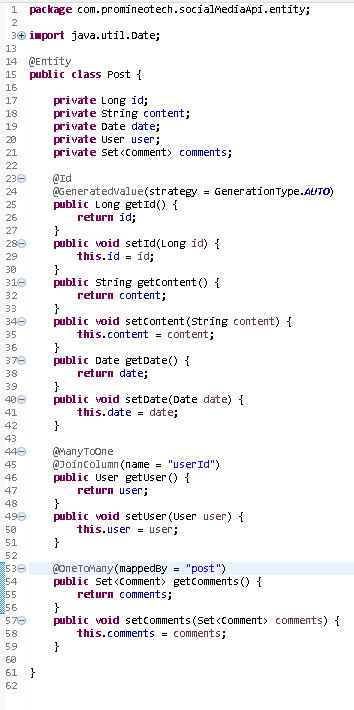 1 package com.promineotech.socialMediaApi.entity;
2
3 import java.util.Date;
13
14 @Entity
15 public class Post {
16
17 private Long id;
18 private String content;
19 private Date date;
20 private User user;
21 private Set<Comment> comments;
22
23 @Id
24 @GeneratedValue(strategy = GenerationType.AUTO)
25 public Long getId() {
26 return id;
27 }
28 public void setId(Long id) {
29 this.id = id;
30 }
31 public String getContent() {
32 return content;
33 }
34 public void setContent(String content) {
35 this.content = content;
36 }
37 public Date getDate() {
38 return date;
39 }
40 public void setDate(Date date) {
41 this.date = date;
42 }
43
44 @ManyToOne
45 @JoinColumn(name = "userId")
46 public User getUser() {
47 return user;
48 }
49 public void setUser(User user) {
50 this.user = user;
51 }
52
53 @OneToMany(mappedBy = "post")
54 public Set<Comment> getComments() {
55 return comments;
56 }
57 public void setComments(Set<Comment> comments) {
58 this.comments = comments;
59 }
60
61 }
62